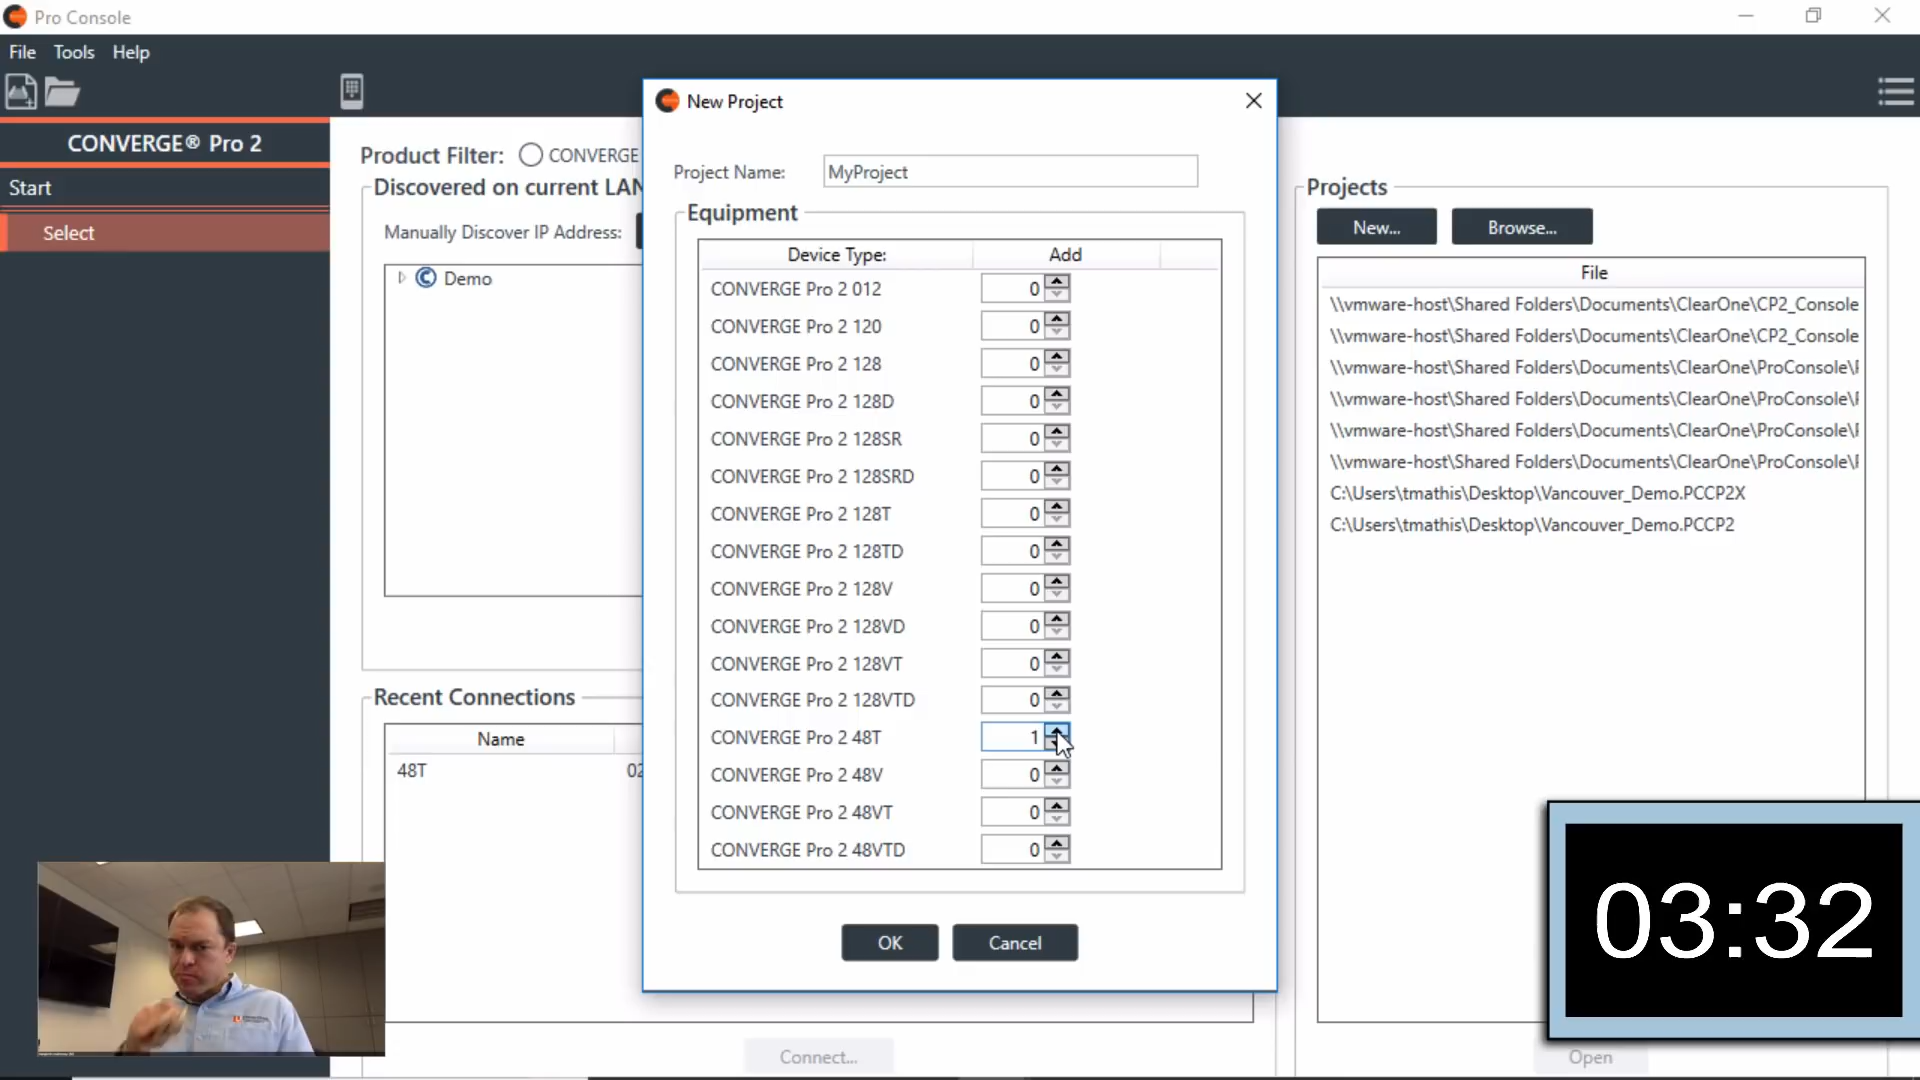 Pro Console
File Tools Help
CONVERGE® Pro 2
Start
Select
Product Filter: CONVERGE
Discovered on current LAN
Manually Discover IP Address:
Demo
Recent Connections
Name
48T 02
Connect...
New Project
Project Name: MyProject
Equipment
Device Type: Add
CONVERGE Pro 2 012 0
CONVERGE Pro 2 120 0
CONVERGE Pro 2 128 0
CONVERGE Pro 2 128D 0
CONVERGE Pro 2 128SR 0
CONVERGE Pro 2 128SRD 0
CONVERGE Pro 2 128T 0
CONVERGE Pro 2 128TD 0
CONVERGE Pro 2 128V 0
CONVERGE Pro 2 128VD 0
CONVERGE Pro 2 128VT 0
CONVERGE Pro 2 128VTD 0
CONVERGE Pro 2 48T 1
CONVERGE Pro 2 48V 0
CONVERGE Pro 2 48VT 0
CONVERGE Pro 2 48VTD 0
OK Cancel
Projects
New... Browse...
File
\\vmware-host\Shared Folders\Documents\ClearOne\CP2_Console
\\vmware-host\Shared Folders\Documents\ClearOne\CP2_Console
\\vmware-host\Shared Folders\Documents\ClearOne\ProConsole\
\\vmware-host\Shared Folders\Documents\ClearOne\ProConsole\
\\vmware-host\Shared Folders\Documents\ClearOne\ProConsole\
\\vmware-host\Shared Folders\Documents\ClearOne\ProConsole\
C:\Users\tmathis\Desktop\Vancouver_Demo.PCCP2X
C:\Users\tmathis\Desktop\Vancouver_Demo.PCCP2
03:32
Open